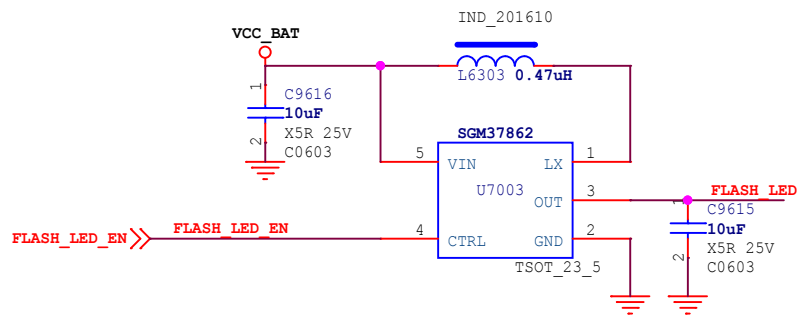 IND_201610
VCC_BAT
L6303 0.47uH
1
C9616
10uF
X5R 25V
2
C0603
SGM37862
5
VIN
LX
1
U7003
OUT
3
FLASH_LED
FLASH_LED_EN
FLASH_LED_EN
4
CTRL
GND
2
TSOT_23_5
1
C9615
10uF
X5R 25V
2
C0603